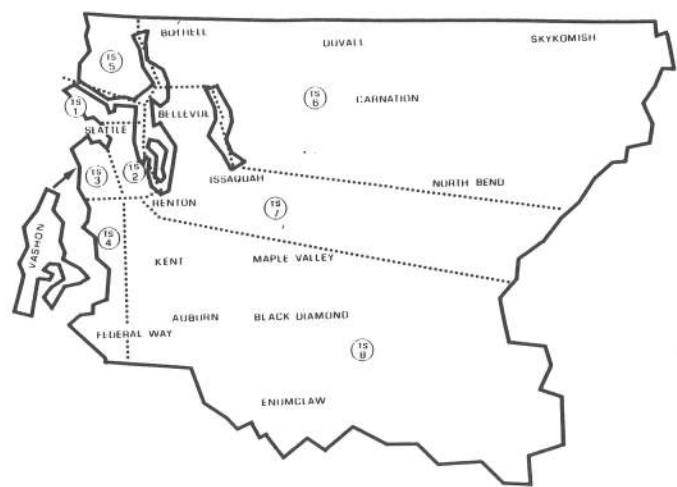 BOTHELL
DUVALL
SKYKOMISH
TS
5
TS
6
CARNATION
TS
1
BELLEVUE
SEATTLE
TS
3
TS
2
ISSAQUAH
NORTH BEND
RENTON
TS
7
TS
4
VASHON
KENT
MAPLE VALLEY
AUBURN
BLACK DIAMOND
FEDERAL WAY
TS
8
ENUMCLAW